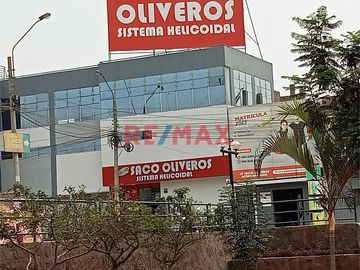 OLIVEROS
SISTEMA HELICOIDAL
MATRICULA
RE/MAX
SACO OLIVEROS
SISTEMA HELICOIDAL